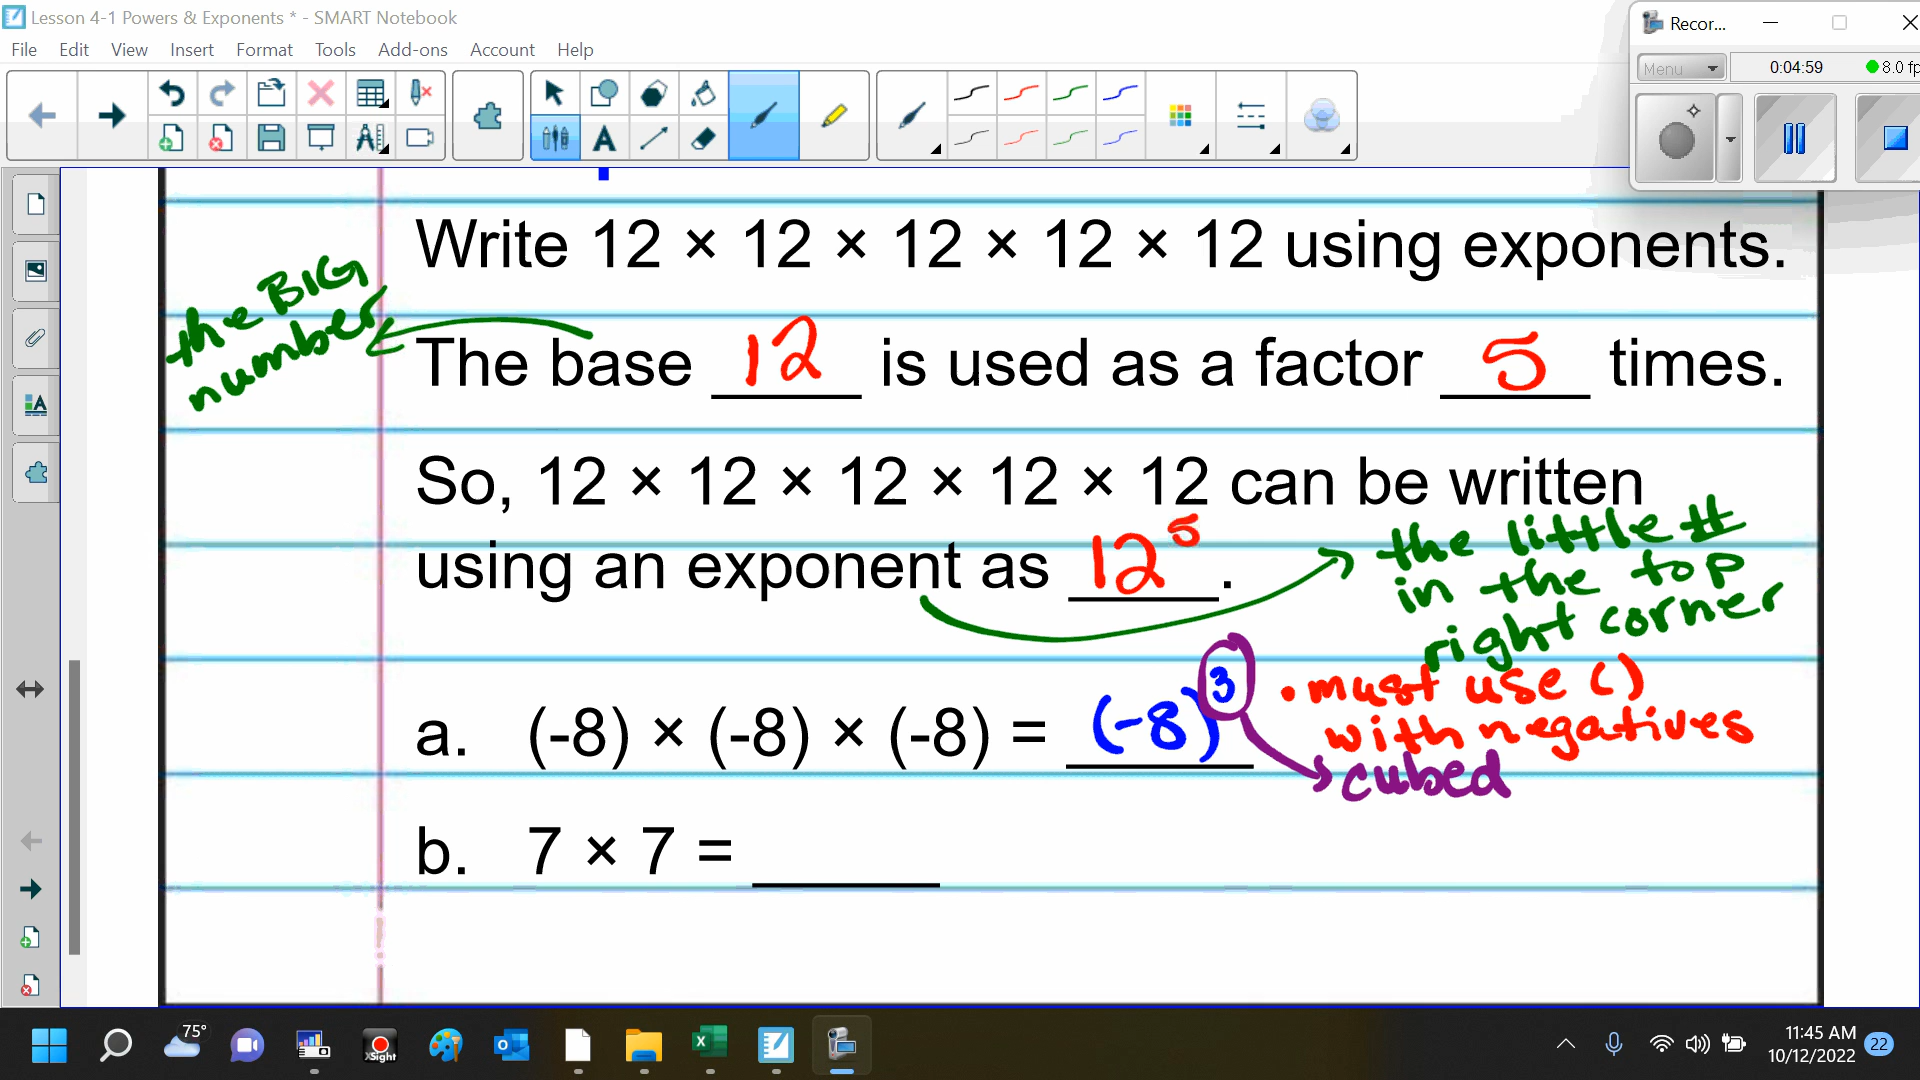 Lesson 4-1 Powers & Exponents * - SMART Notebook
File Edit View Insert Format Tools Add-ons Account Help
Recor...
Menu 0:04:59 8.0 fp
Write 12 × 12 × 12 × 12 × 12 using exponents.
the BIG
number
The base 12 is used as a factor 5 times.
So, 12 × 12 × 12 × 12 × 12 can be written
using an exponent as 12⁵.
the little #
in the top
right corner
a. (-8) × (-8) × (-8) = (-8)³
• must use ()
with negatives
cubed
b. 7 × 7 = ______
75°
XSight
11:45 AM
10/12/2022
22